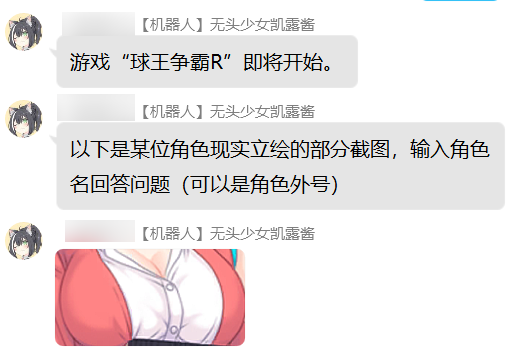 【机器人】无头少女凯露酱
游戏“球王争霸R”即将开始。
【机器人】无头少女凯露酱
以下是某位角色现实立绘的部分截图，输入角色
名回答问题（可以是角色外号）
【机器人】无头少女凯露酱